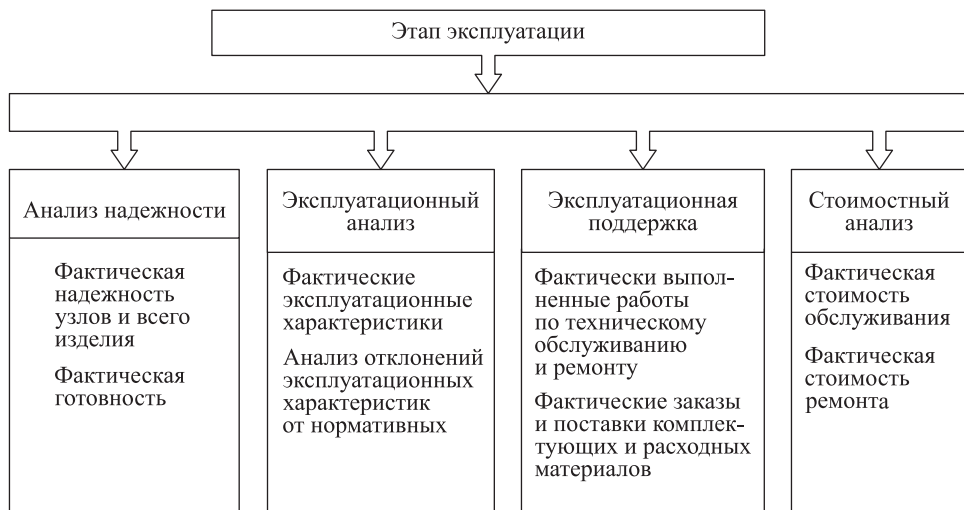 Этап эксплуатации
Анализ надежности
Фактическая
надежность
узлов и всего
изделия
Фактическая
готовность
Эксплуатационный
анализ
Фактические
эксплуатационные
характеристики
Анализ отклонений
эксплуатационных
характеристик
от нормативных
Эксплуатационная
поддержка
Фактически выпол-
ненные работы
по техническому
обслуживанию
и ремонту
Фактические заказы
и поставки комплек-
тующих и расходных
материалов
Стоимостный
анализ
Фактическая
стоимость
обслуживания
Фактическая
стоимость
ремонта